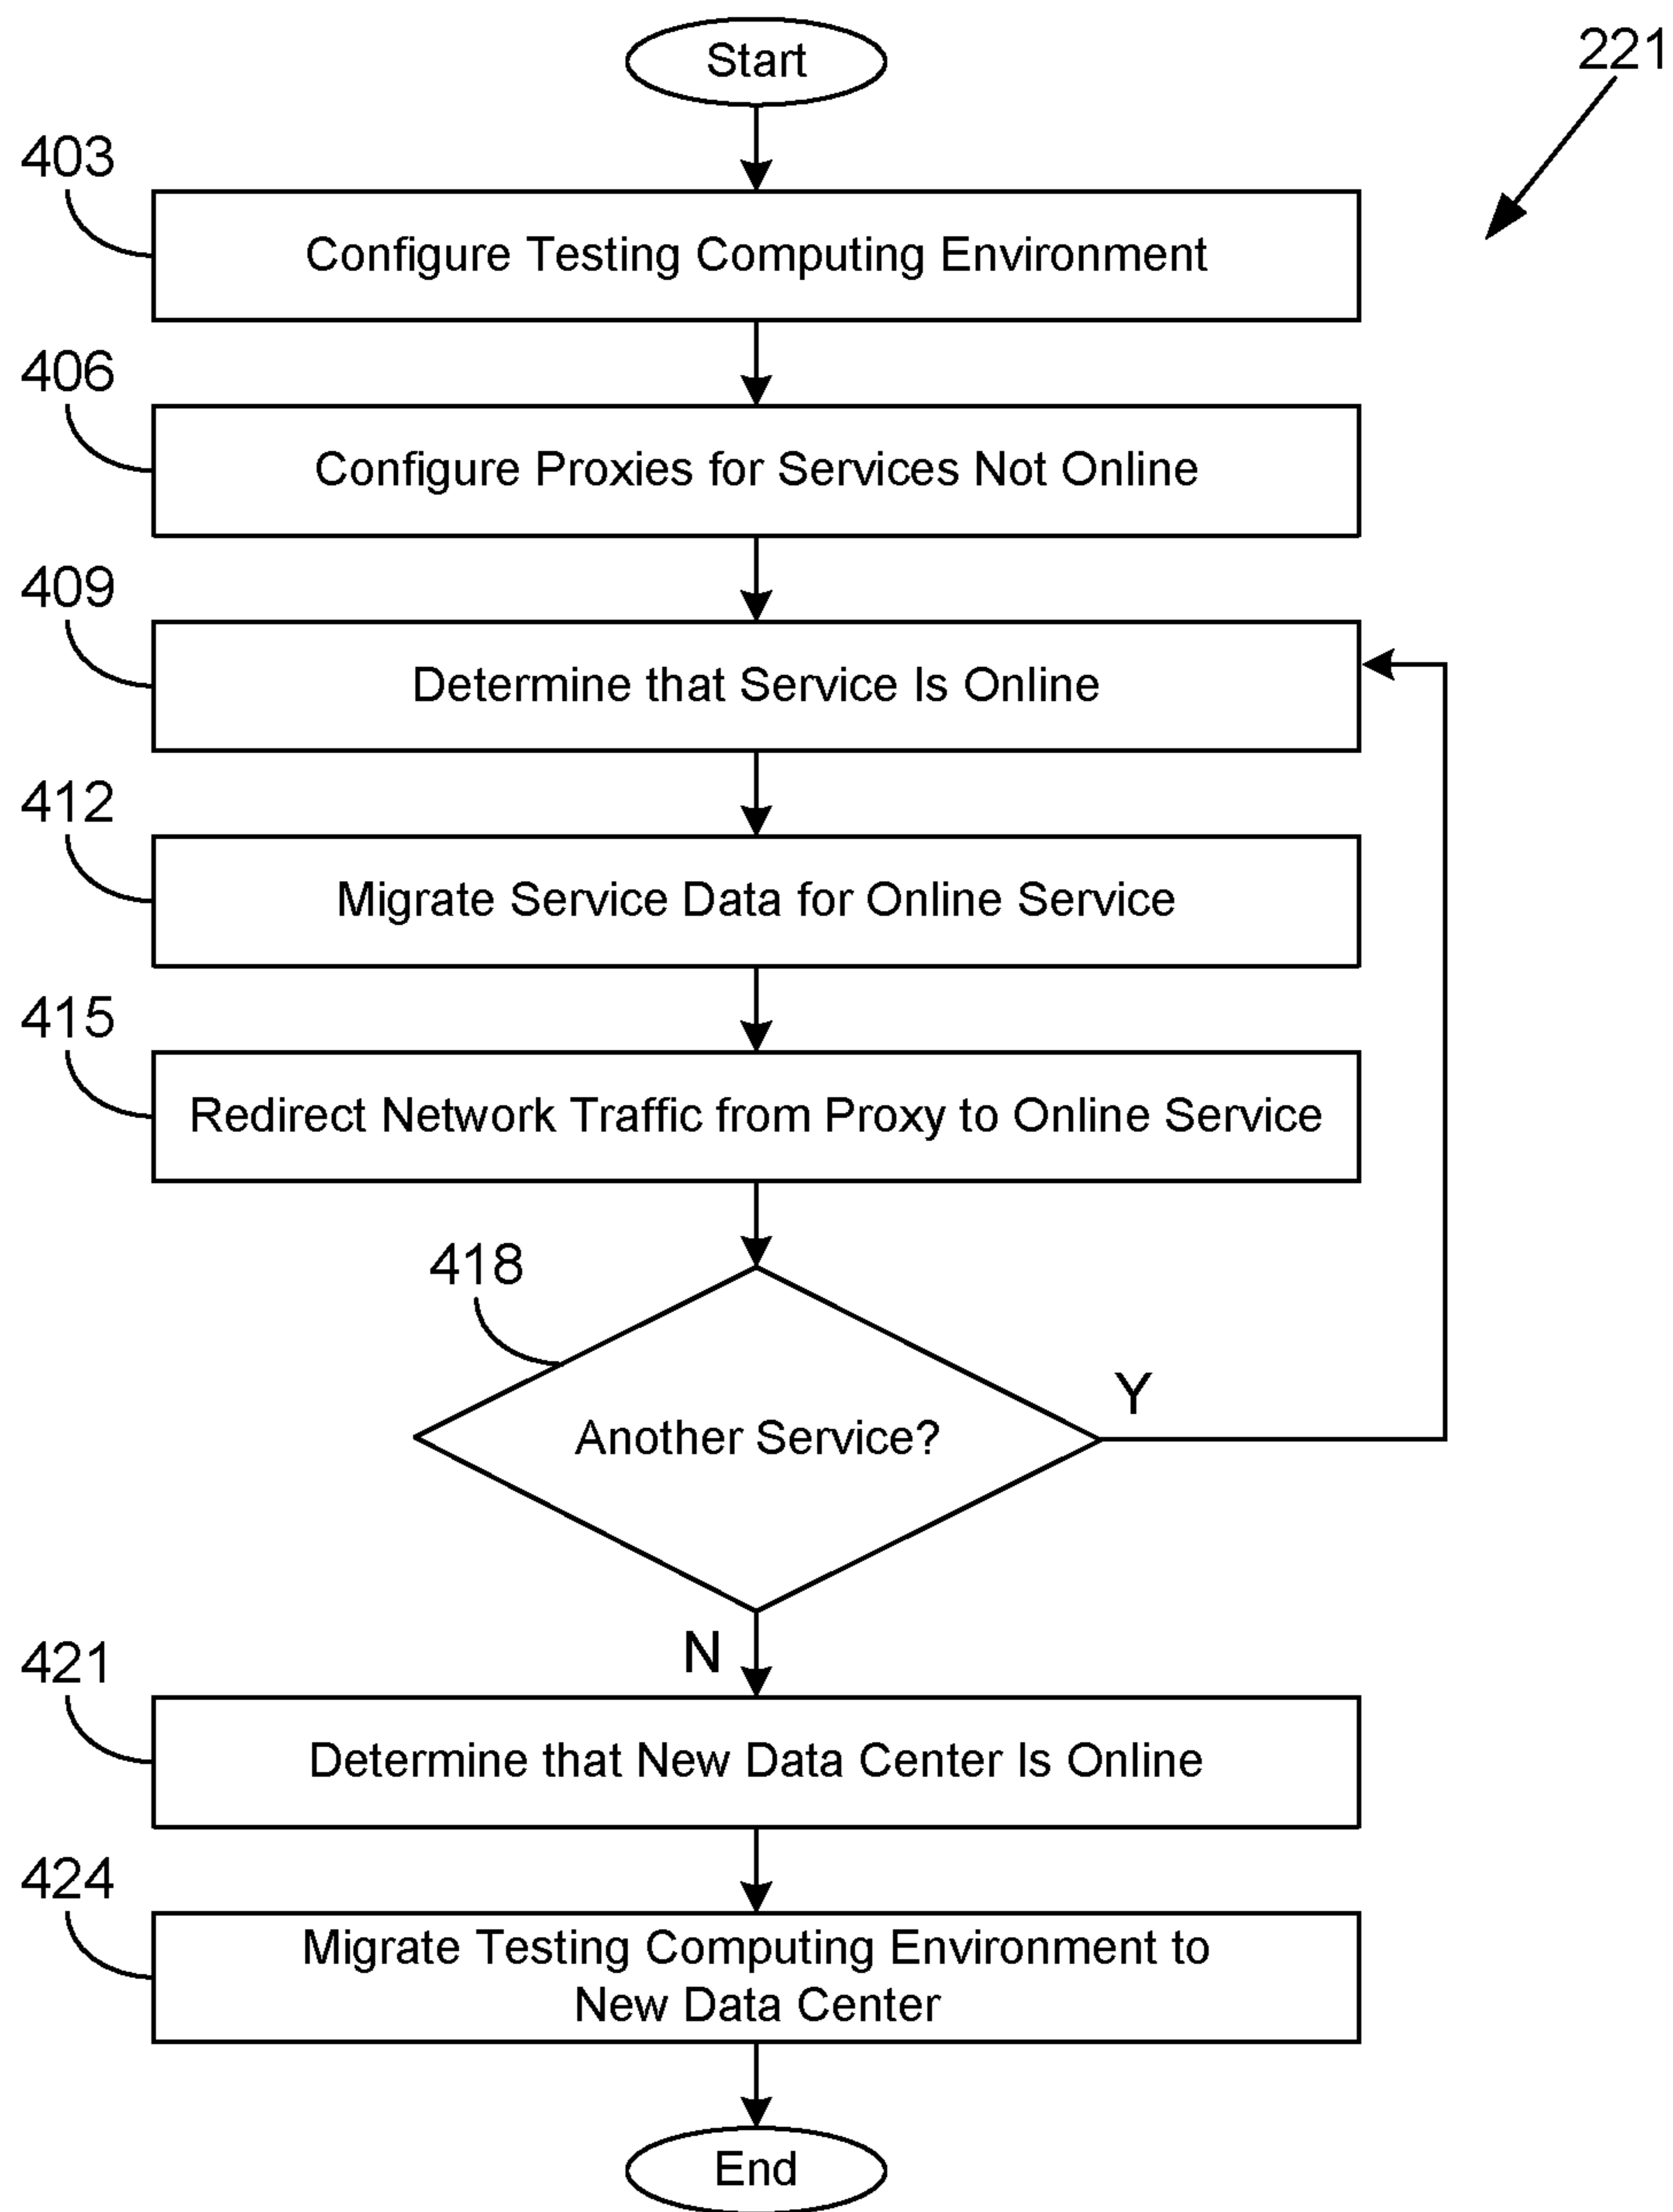 Start
221
403
Configure Testing Computing Environment
406
Configure Proxies for Services Not Online
409
Determine that Service Is Online
412
Migrate Service Data for Online Service
415
Redirect Network Traffic from Proxy to Online Service
418
Another Service?
Y
N
421
Determine that New Data Center Is Online
424
Migrate Testing Computing Environment to
New Data Center
End